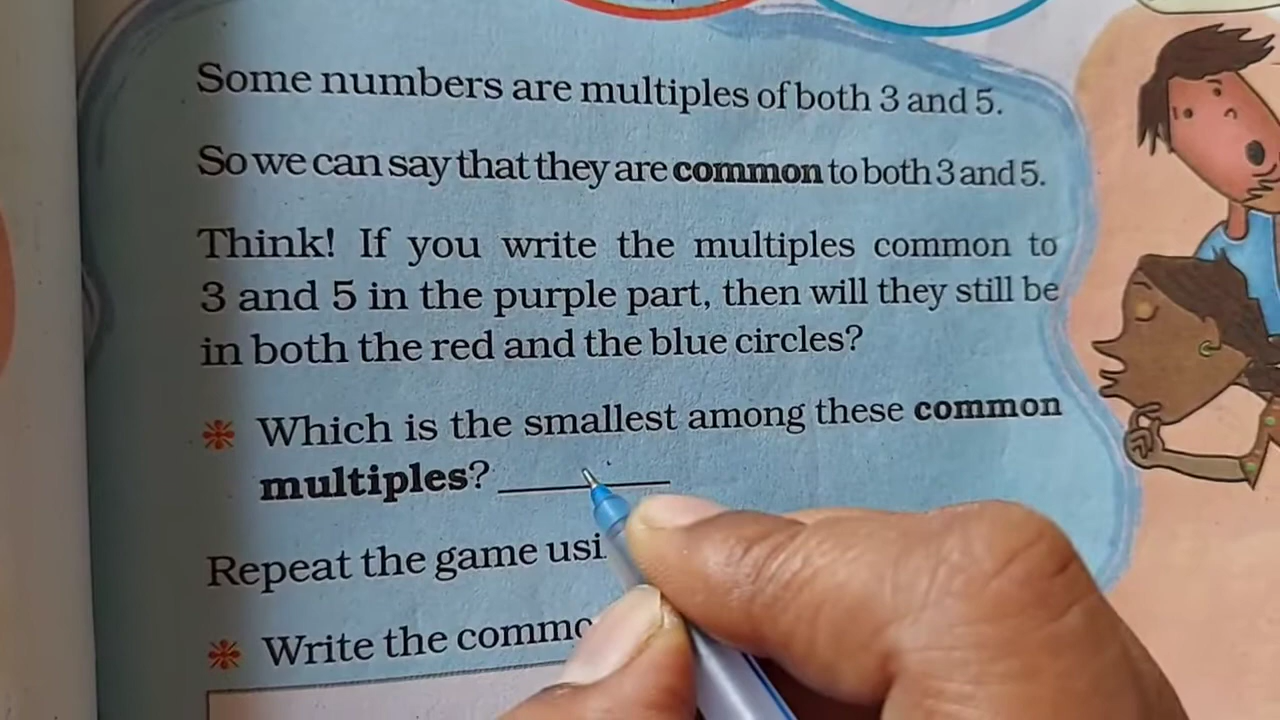 Some numbers are multiples of both 3 and 5.
So we can say that they are common to both 3 and 5.
Think! If you write the multiples common to
3 and 5 in the purple part, then will they still be
in both the red and the blue circles?
Which is the smallest among these common
multiples?
Repeat the game
Write the